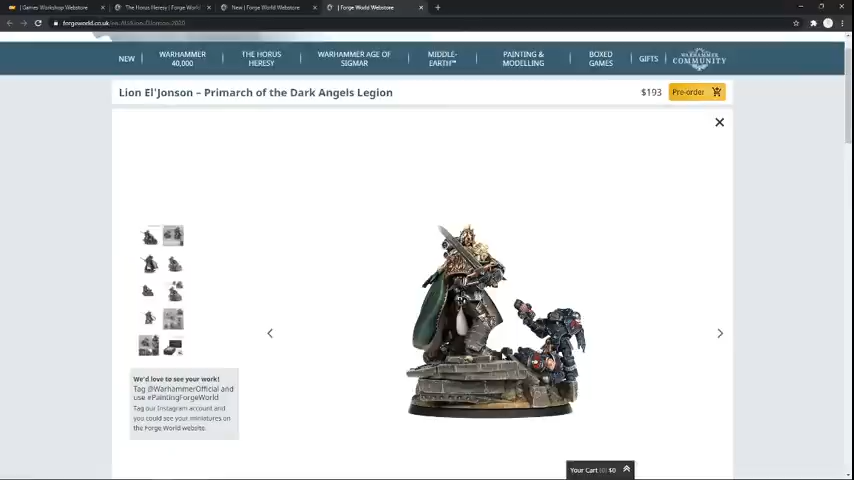 | Games Workshop Webstore
The Horus Heresy | Forge World
New | Forge World Webstore
| Forge World Webstore
NEW
WARHAMMER
40,000
THE HORUS
HERESY
WARHAMMER AGE OF
SIGMAR
MIDDLE-
EARTH™
PAINTING &
MODELLING
BOXED
GAMES
GIFTS
WARHAMMER
COMMUNITY
Lion El'Jonson – Primarch of the Dark Angels Legion
$193
Pre-order
We'd love to see your work!
Tag @WarhammerOfficial and
use #PaintingForgeWorld
Tag our Instagram account and
you could see your miniatures on
the Forge World website.
Your Cart (0) $0